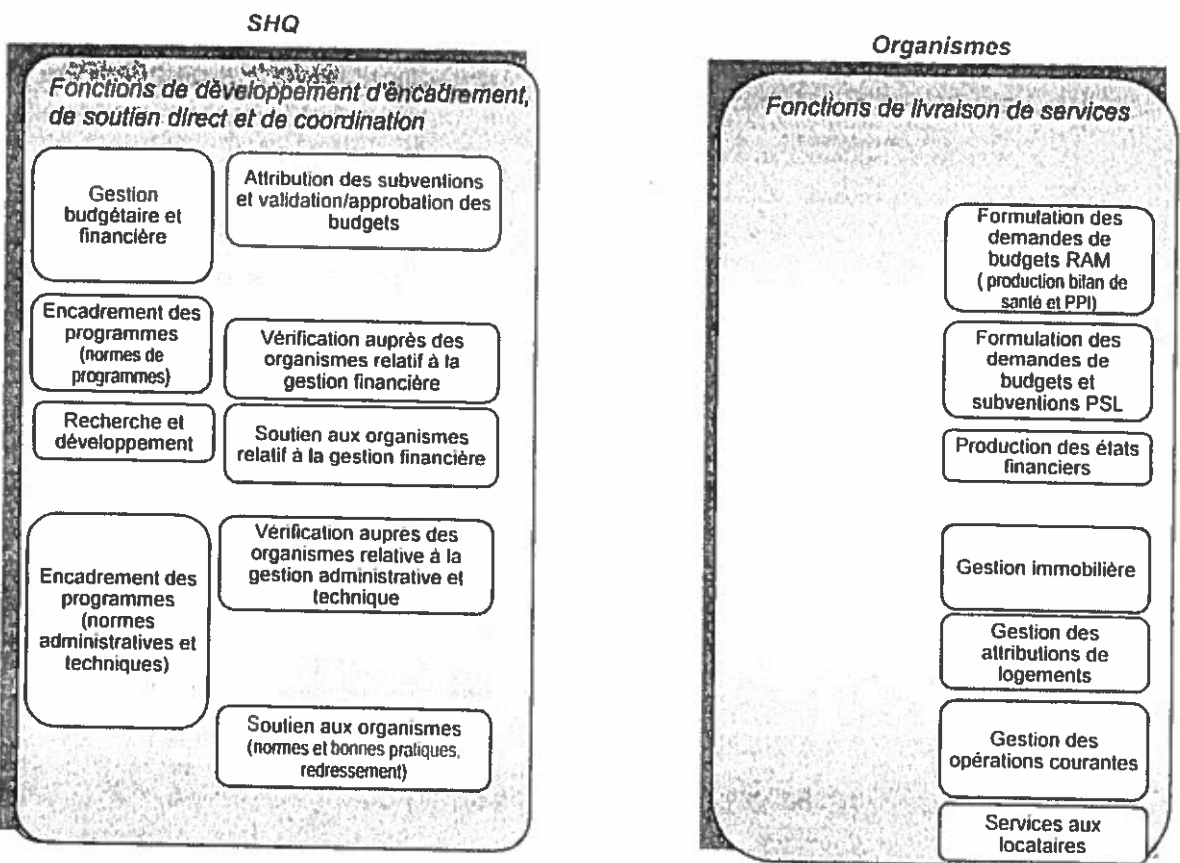 SHQ
Fonctions de développement d'encadrement,
de soutien direct et de coordination
Gestion
budgétaire et
financière
Attribution des subventions
et validation/approbation des
budgets
Encadrement des
programmes
(normes de
programmes)
Vérification auprès des
organismes relatif à la
gestion financière
Recherche et
développement
Soutien aux organismes
relatif à la gestion financière
Encadrement des
programmes
(normes
administratives et
techniques)
Vérification auprès des
organismes relative à la
gestion administrative et
technique
Soutien aux organismes
(normes et bonnes pratiques,
redressement)
Organismes
Fonctions de livraison de services
Formulation des
demandes de
budgets RAM
( production bilan de
santé et PPI)
Formulation des
demandes de
budgets et
subventions PSL
Production des états
financiers
Gestion immobilière
Gestion des
attributions de
logements
Gestion des
opérations courantes
Services aux
locataires